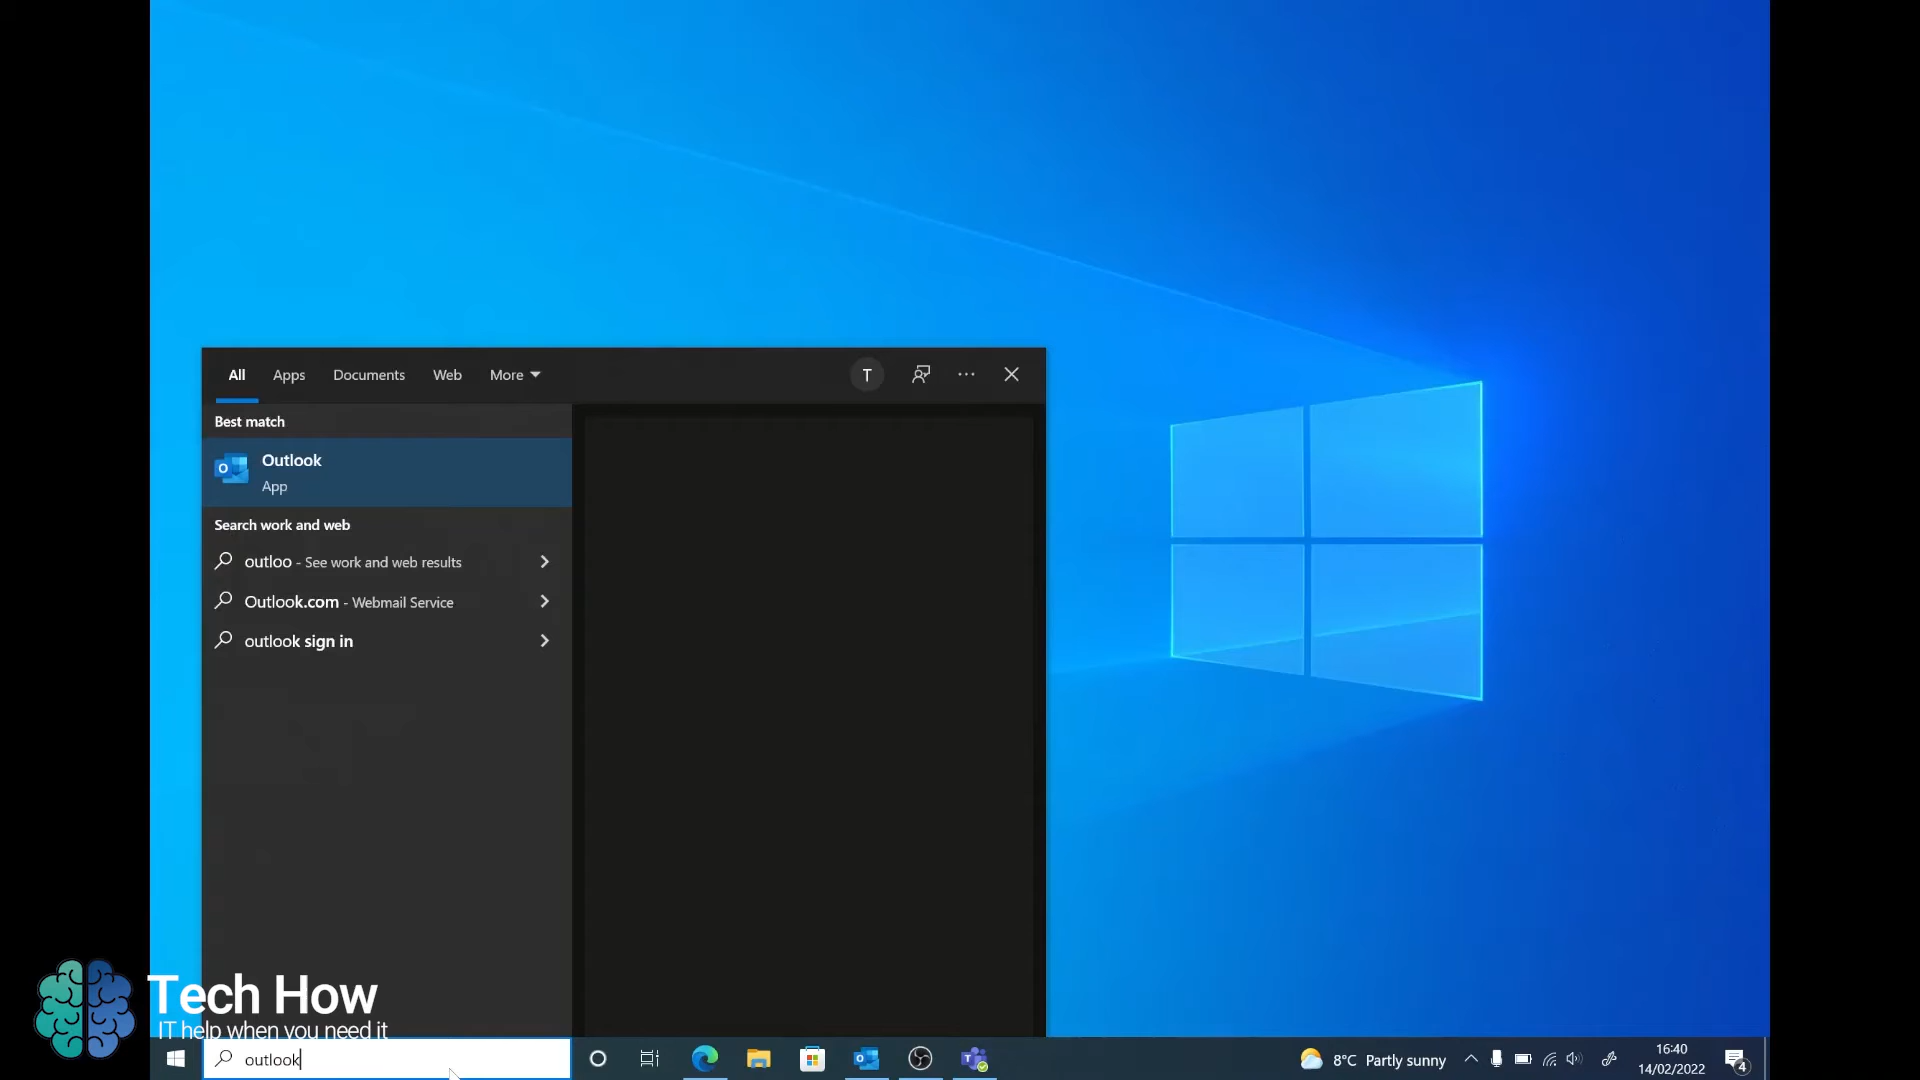 All Apps Documents Web More T
Best match
Outlook
App
Search work and web
outloo - See work and web results
Outlook.com - Webmail Service
outlook sign in
Tech How
IT help when you need it
outlook
8°C Partly sunny
16:40
14/02/2022
4